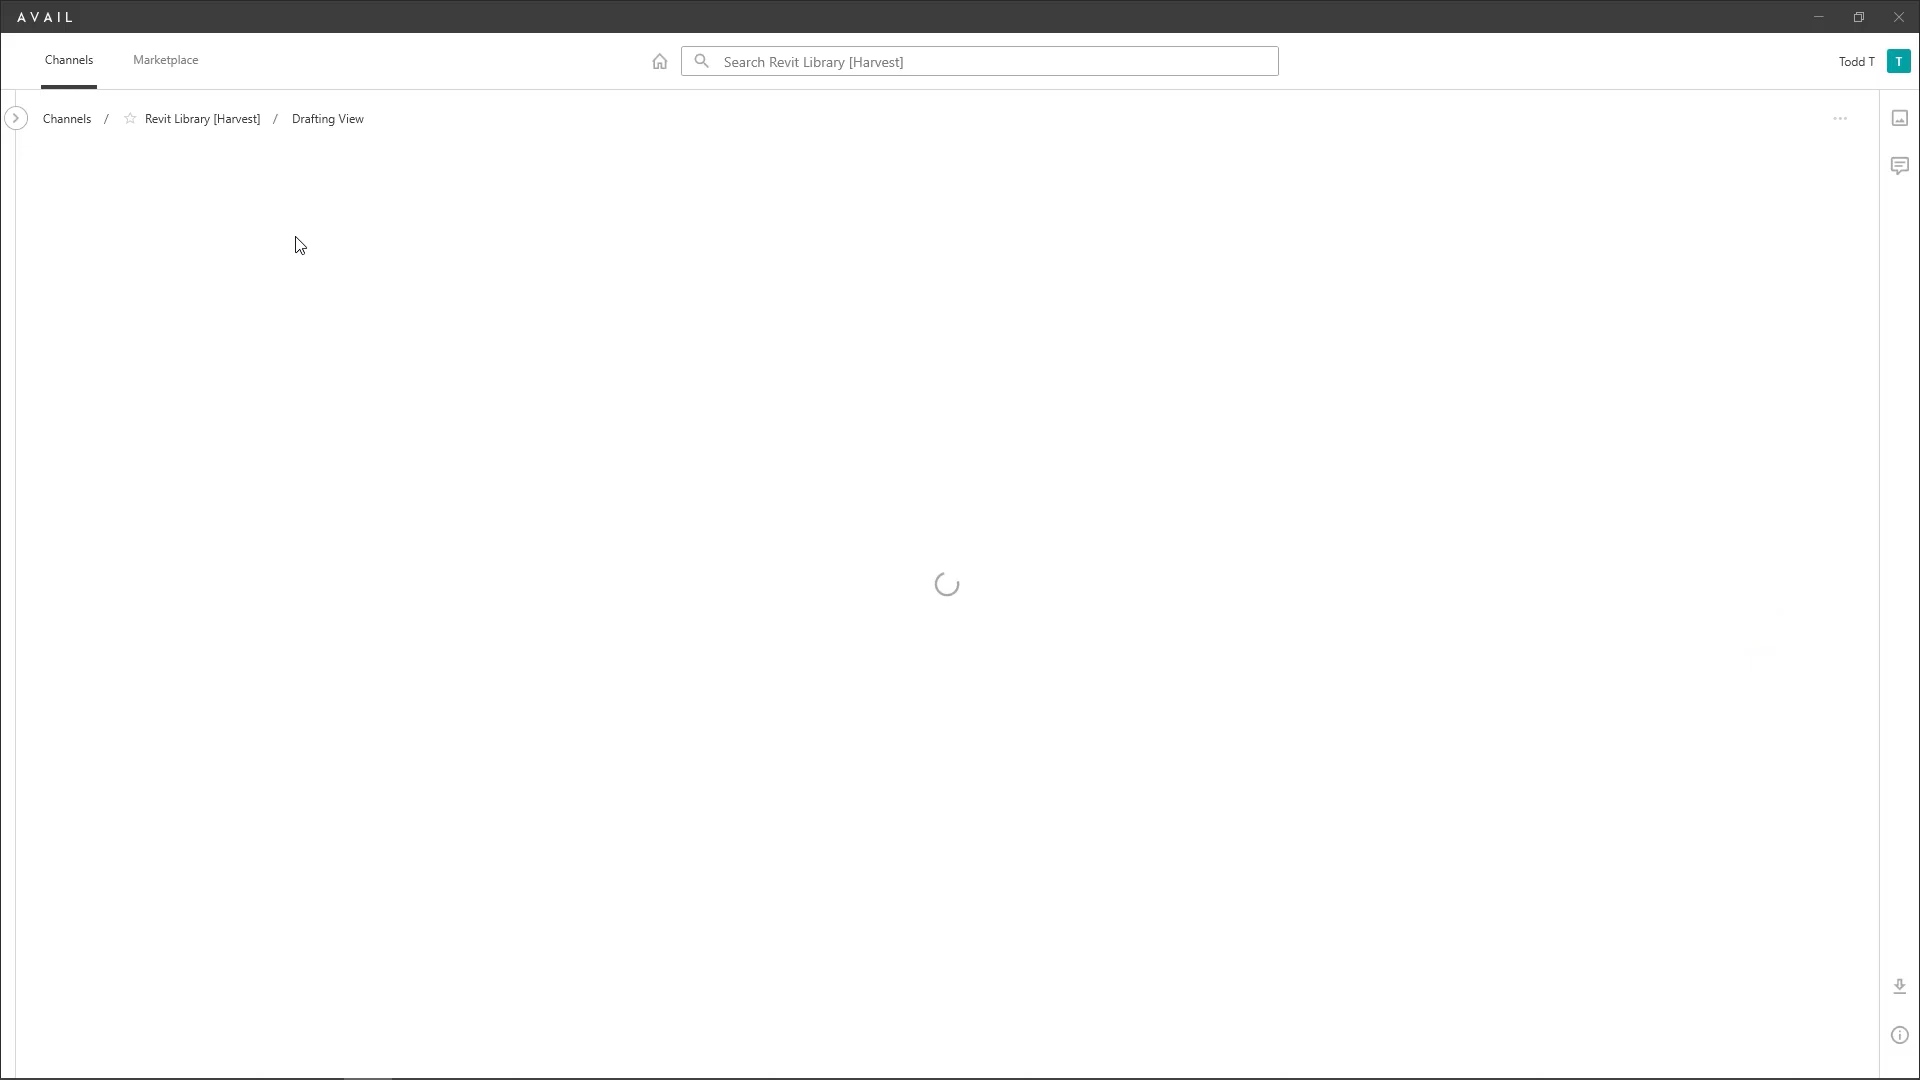 AVAIL
Channels Marketplace
Search Revit Library [Harvest]
Todd T T
Channels / Revit Library [Harvest] / Drafting View